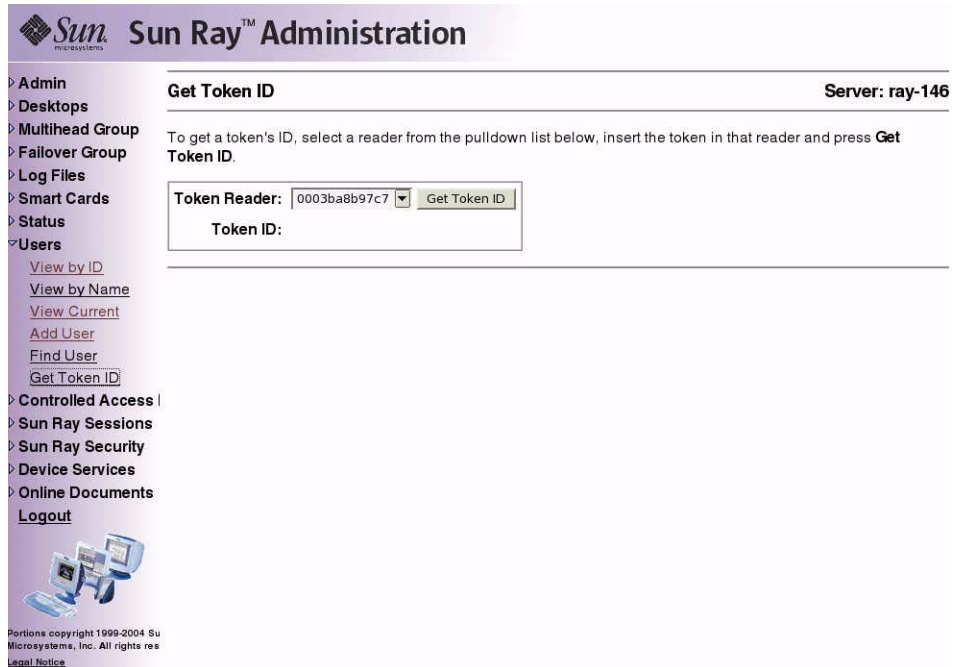 Sun microsystems Sun Ray™ Administration
Admin
Desktops
Multihead Group
Failover Group
Log Files
Smart Cards
Status
Users
View by ID
View by Name
View Current
Add User
Find User
Get Token ID
Controlled Access
Sun Ray Sessions
Sun Ray Security
Device Services
Online Documents
Logout
Portions copyright 1999-2004 Su
Microsystems, Inc. All rights res
Legal Notice
Get Token ID Server: ray-146
To get a token's ID, select a reader from the pulldown list below, insert the token in that reader and press Get
Token ID.
Token Reader: 0003ba8b97c7 Get Token ID
Token ID: